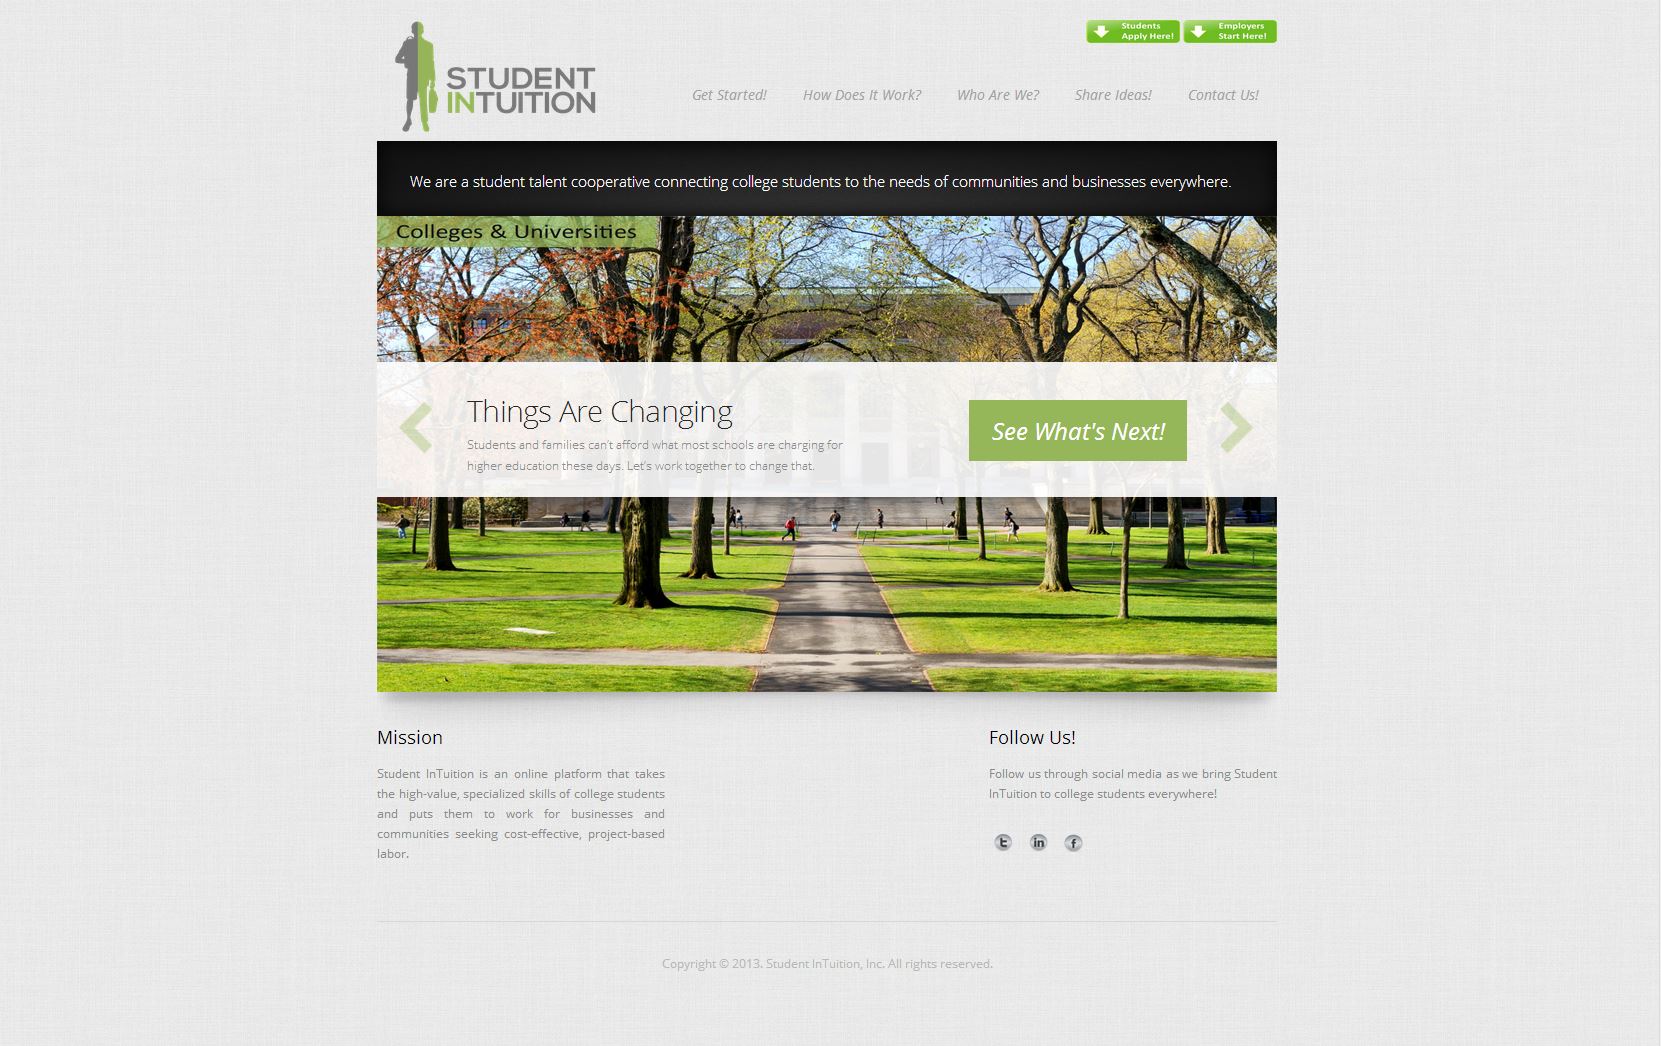 Students
Apply Here!
Employers
Start Here!
STUDENT
INTUITION
Get Started!
How Does It Work?
Who Are We?
Share Ideas!
Contact Us!
We are a student talent cooperative connecting college students to the needs of communities and businesses everywhere.
Colleges & Universities
Things Are Changing
Students and families can't afford what most schools are charging for
higher education these days. Let's work together to change that.
See What's Next!
Mission
Student InTuition is an online platform that takes
the high-value, specialized skills of college students
and puts them to work for businesses and
communities seeking cost-effective, project-based
labor.
Follow Us!
Follow us through social media as we bring Student
InTuition to college students everywhere!
t
in
f
Copyright © 2013. Student InTuition, Inc. All rights reserved.